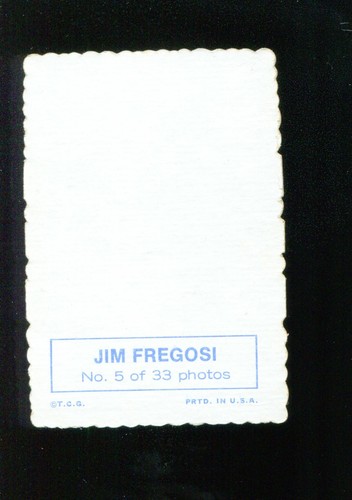 JIM FREGOSI
No. 5 of 33 photos
©T.C.G. PRTD. IN U.S.A.